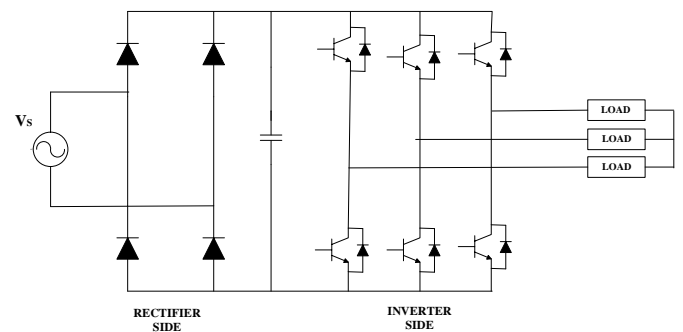 Vs
LOAD
LOAD
LOAD
RECTIFIER
SIDE
INVERTER
SIDE